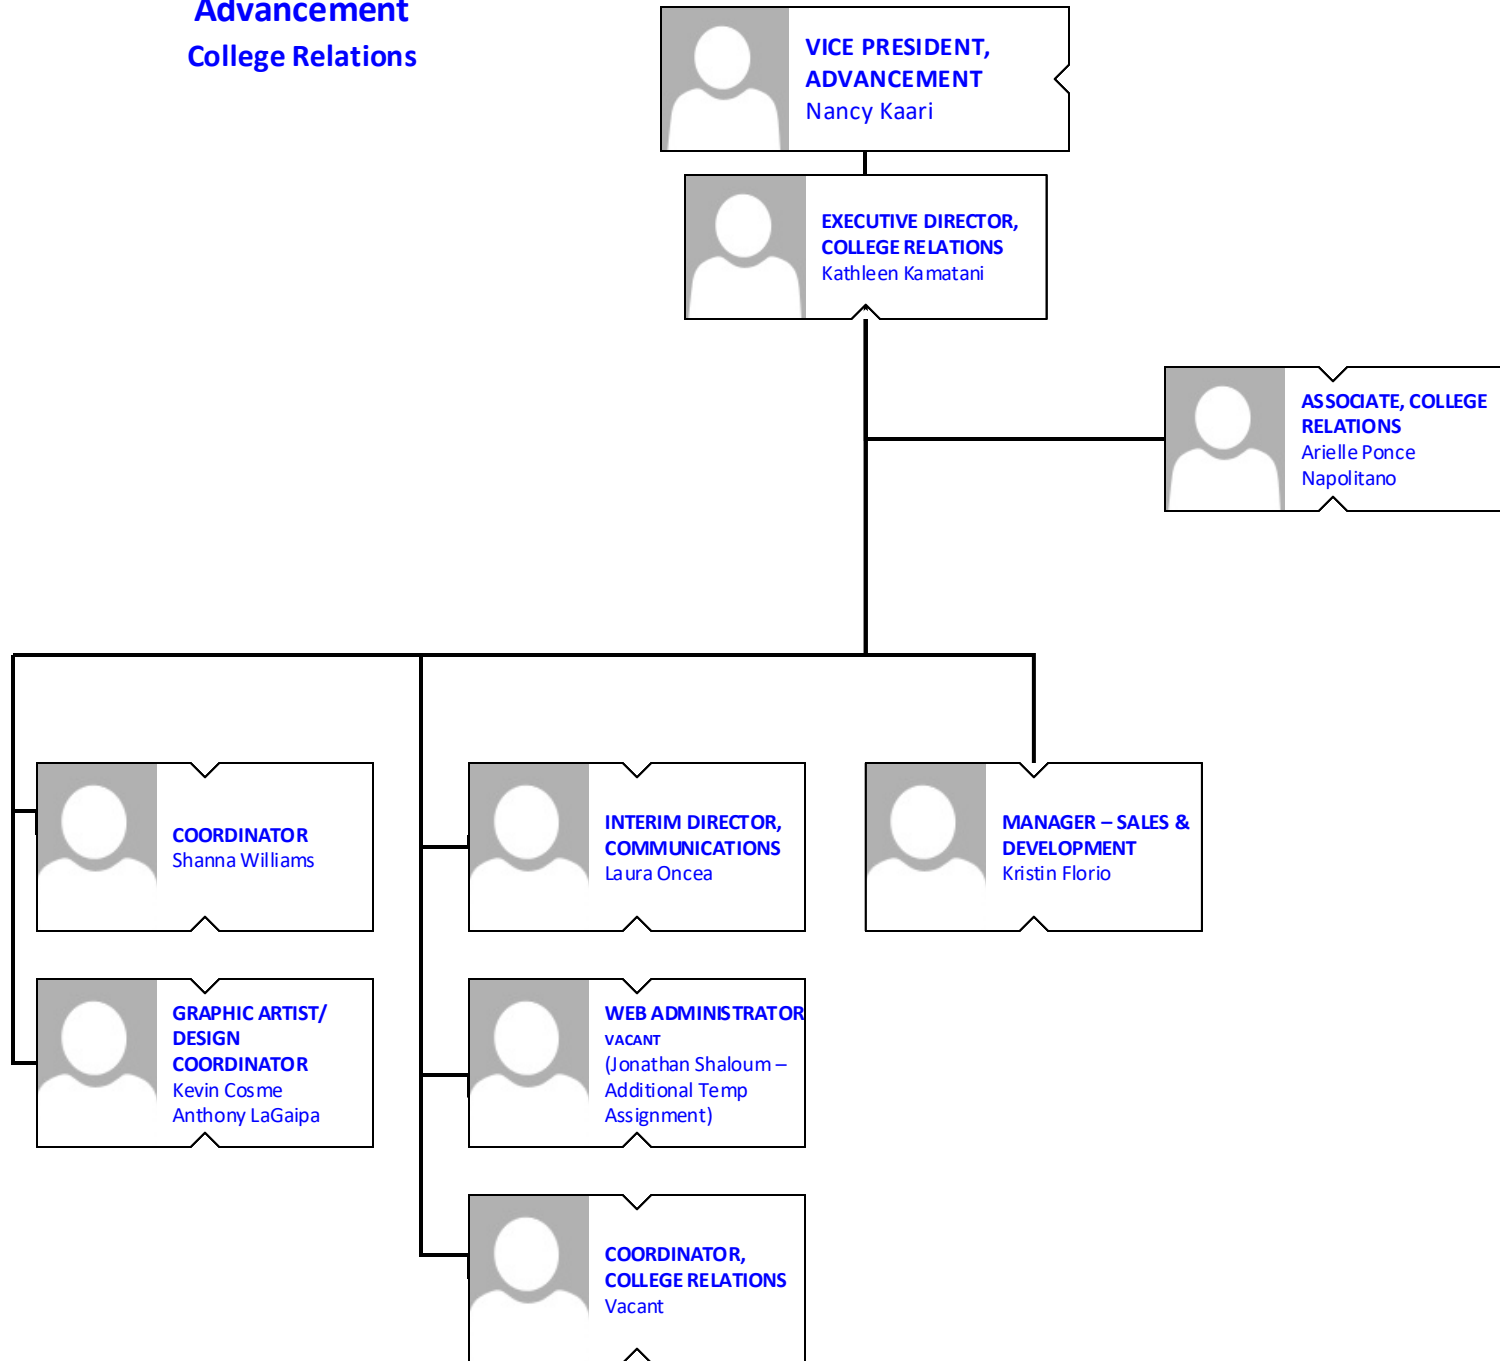 Advancement
College Relations
VICE PRESIDENT,
ADVANCEMENT
Nancy Kaari
EXECUTIVE DIRECTOR,
COLLEGE RELATIONS
Kathleen Kamatani
ASSOCIATE, COLLEGE
RELATIONS
Arielle Ponce
Napolitano
COORDINATOR
Shanna Williams
INTERIM DIRECTOR,
COMMUNICATIONS
Laura Oncea
MANAGER – SALES &
DEVELOPMENT
Kristin Florio
GRAPHIC ARTIST/
DESIGN
COORDINATOR
Kevin Cosme
Anthony LaGaipa
WEB ADMINISTRATOR
VACANT
(Jonathan Shaloum –
Additional Temp
Assignment)
COORDINATOR,
COLLEGE RELATIONS
Vacant